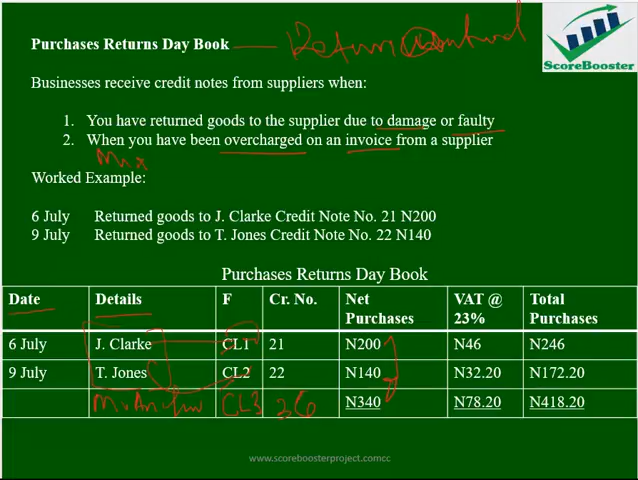 Purchases Returns Day Book
ScoreBooster
Businesses receive credit notes from suppliers when:
1. You have returned goods to the supplier due to damage or faulty
2. When you have been overcharged on an invoice from a supplier
Worked Example:
6 July Returned goods to J. Clarke Credit Note No. 21 N200
9 July Returned goods to T. Jones Credit Note No. 22 N140
Purchases Returns Day Book
Date Details F Cr. No. Net Purchases VAT @ 23% Total Purchases
6 July J. Clarke CL1 21 N200 N46 N246
9 July T. Jones CL2 22 N140 N32.20 N172.20
CL3 26 N340 N78.20 N418.20
www.scoreboosterproject.comcc